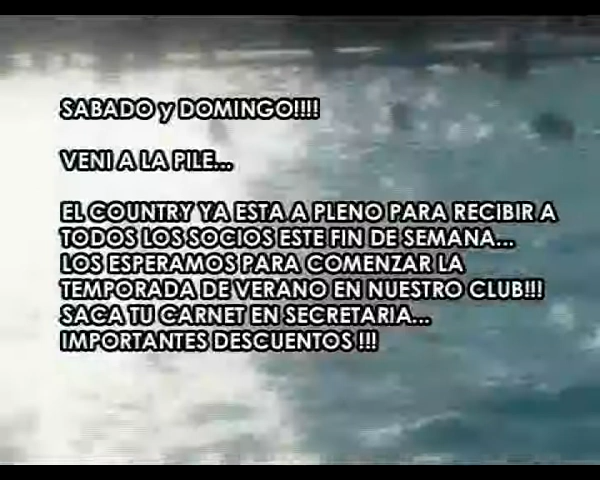 SABADO y DOMINGO!!!!
VENI A LA PILE...
EL COUNTRY YA ESTA A PLENO PARA RECIBIR A
TODOS LOS SOCIOS ESTE FIN DE SEMANA...
LOS ESPERAMOS PARA COMENZAR LA
TEMPORADA DE VERANO EN NUESTRO CLUB!!!
SACA TU CARNET EN SECRETARIA...
IMPORTANTES DESCUENTOS !!!